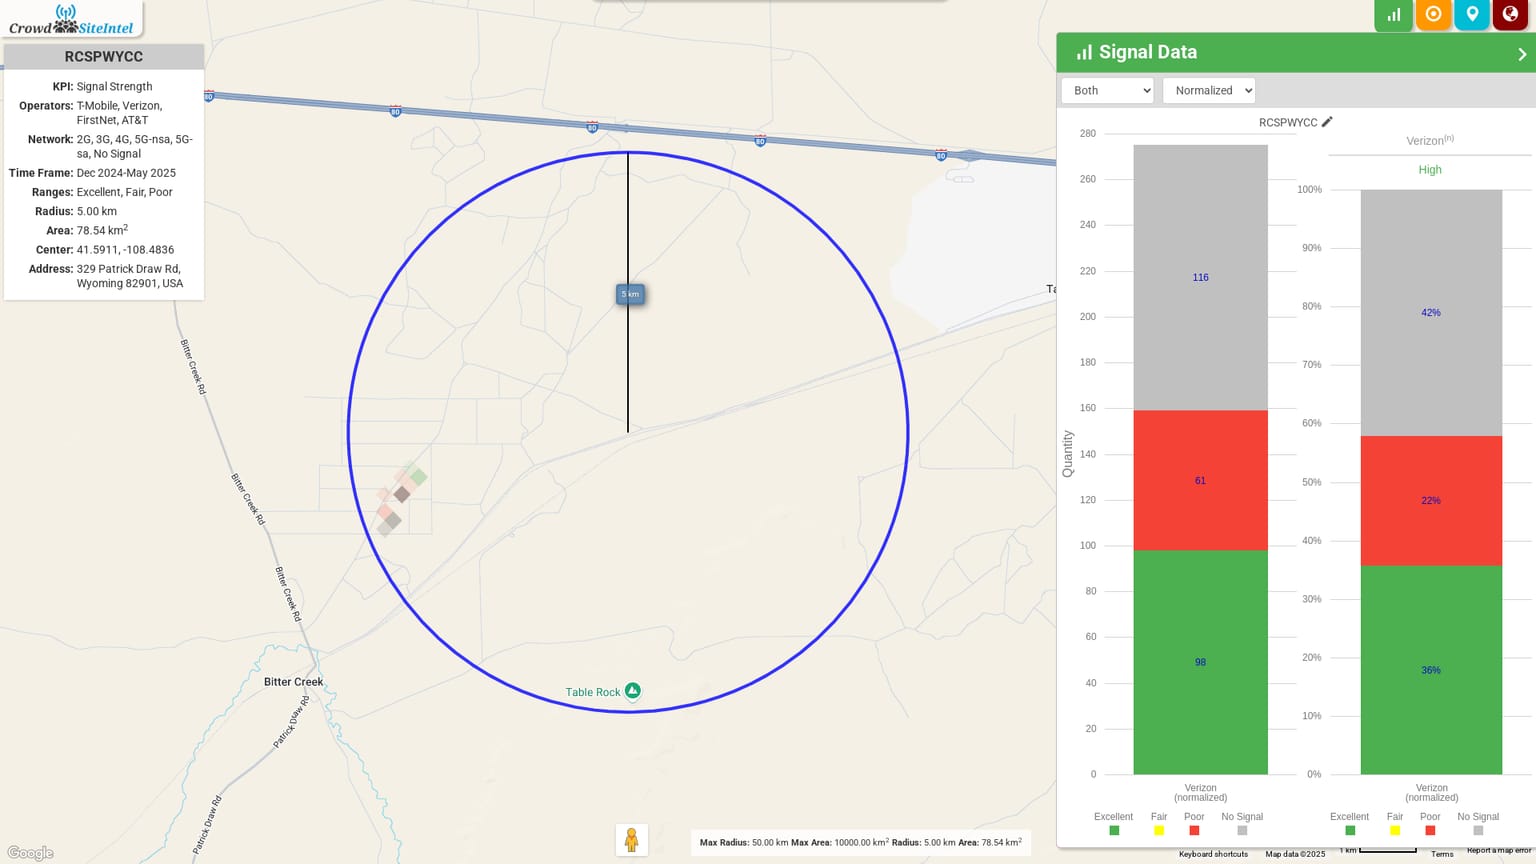 Crowd SiteIntel
RCSPWYCC
KPI: Signal Strength
Operators: T-Mobile, Verizon,
FirstNet, AT&T
Network: 2G, 3G, 4G, 5G-nsa, 5G-
sa, No Signal
Time Frame: Dec 2024-May 2025
Ranges: Excellent, Fair, Poor
Radius: 5.00 km
Area: 78.54 km2
Center: 41.5911, -108.4836
Address: 329 Patrick Draw Rd,
Wyoming 82901, USA
80
80
80
80
80
5 km
Ta
Bitter Creek Rd
Bitter Creek Rd
Bitter Creek Rd
Bitter Creek
Patrick Draw Rd
Patrick Draw Rd
Table Rock
Google
Max Radius: 50.00 km Max Area: 10000.00 km2 Radius: 5.00 km Area: 78.54 km2
Signal Data
Both
Normalized
RCSPWYCC
Quantity
280
260
240
220
200
180
160
140
120
100
80
60
40
20
0
116
61
98
Verizon
(normalized)
Excellent Fair Poor No Signal
Verizon(n)
High
100%
90%
80%
70%
60%
50%
40%
30%
20%
10%
0%
42%
22%
36%
Verizon
(normalized)
Excellent Fair Poor No Signal
Keyboard shortcuts Map data ©2025 1 km Terms Report a map error